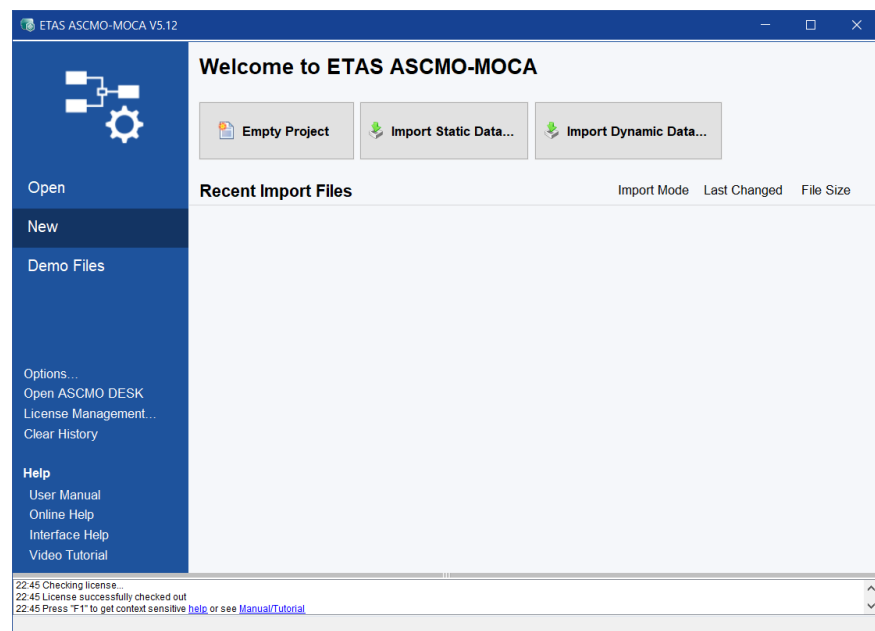 ETAS ASCMO-MOCA V5.12
Welcome to ETAS ASCMO-MOCA
Empty Project
Import Static Data...
Import Dynamic Data...
Open
New
Demo Files
Recent Import Files
Import Mode Last Changed File Size
Options...
Open ASCMO DESK
License Management...
Clear History
Help
User Manual
Online Help
Interface Help
Video Tutorial
22:45 Checking license...
22:45 License successfully checked out
22:45 Press "F1" to get context sensitive help or see Manual/Tutorial